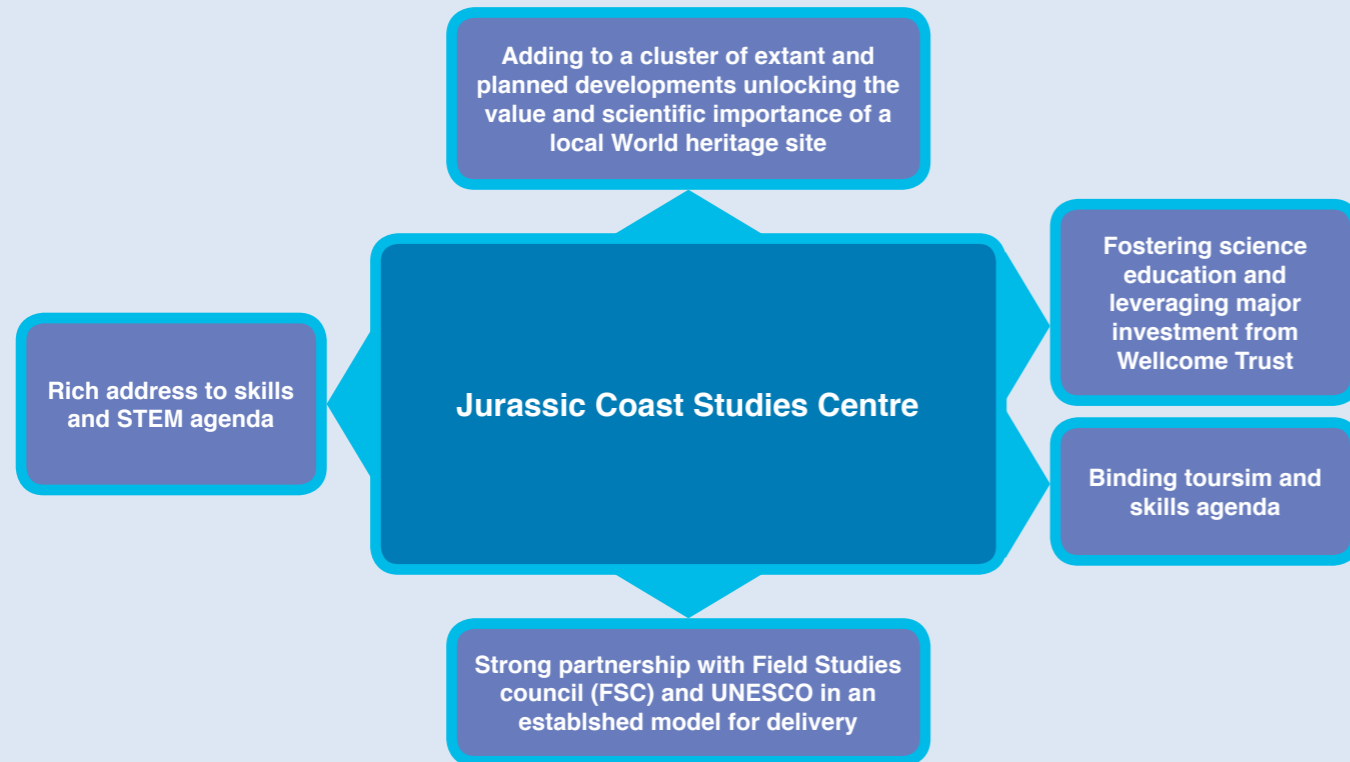 Adding to a cluster of extant and
planned developments unlocking the
value and scientific importance of a
local World heritage site
Fostering science
education and
leveraging major
investment from
Wellcome Trust
Rich address to skills
and STEM agenda
Jurassic Coast Studies Centre
Binding toursim and
skills agenda
Strong partnership with Field Studies
council (FSC) and UNESCO in an
establshed model for delivery